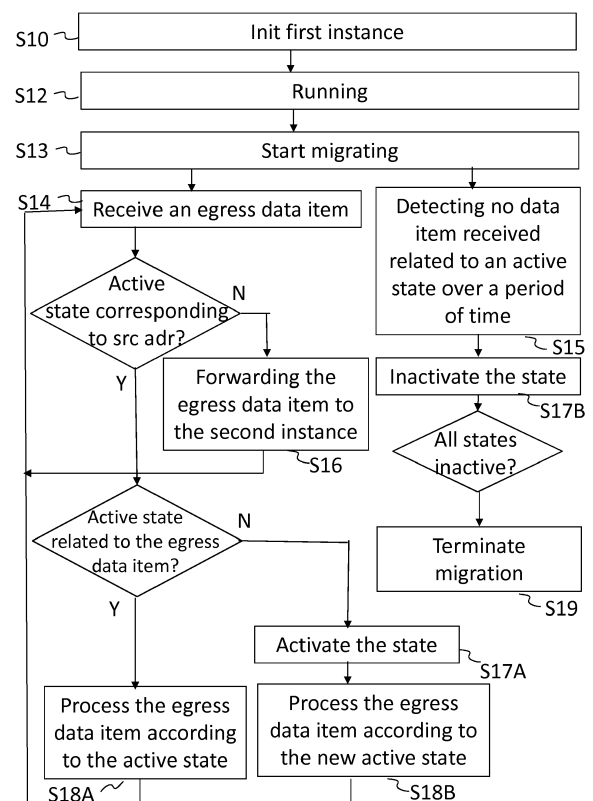 Init first instance
S10
Running
S12
Start migrating
S13
S14
Receive an egress data item
Detecting no data
item received
related to an active
state over a period
of time
S15
Active
state corresponding
to src adr?
N
Y
Forwarding the
egress data item to
the second instance
S16
Inactivate the state
S17B
All states
inactive?
Terminate
migration
S19
Active state
related to the egress
data item?
N
Y
Activate the state
S17A
Process the egress
data item according
to the active state
S18A
Process the egress
data item according to
the new active state
S18B